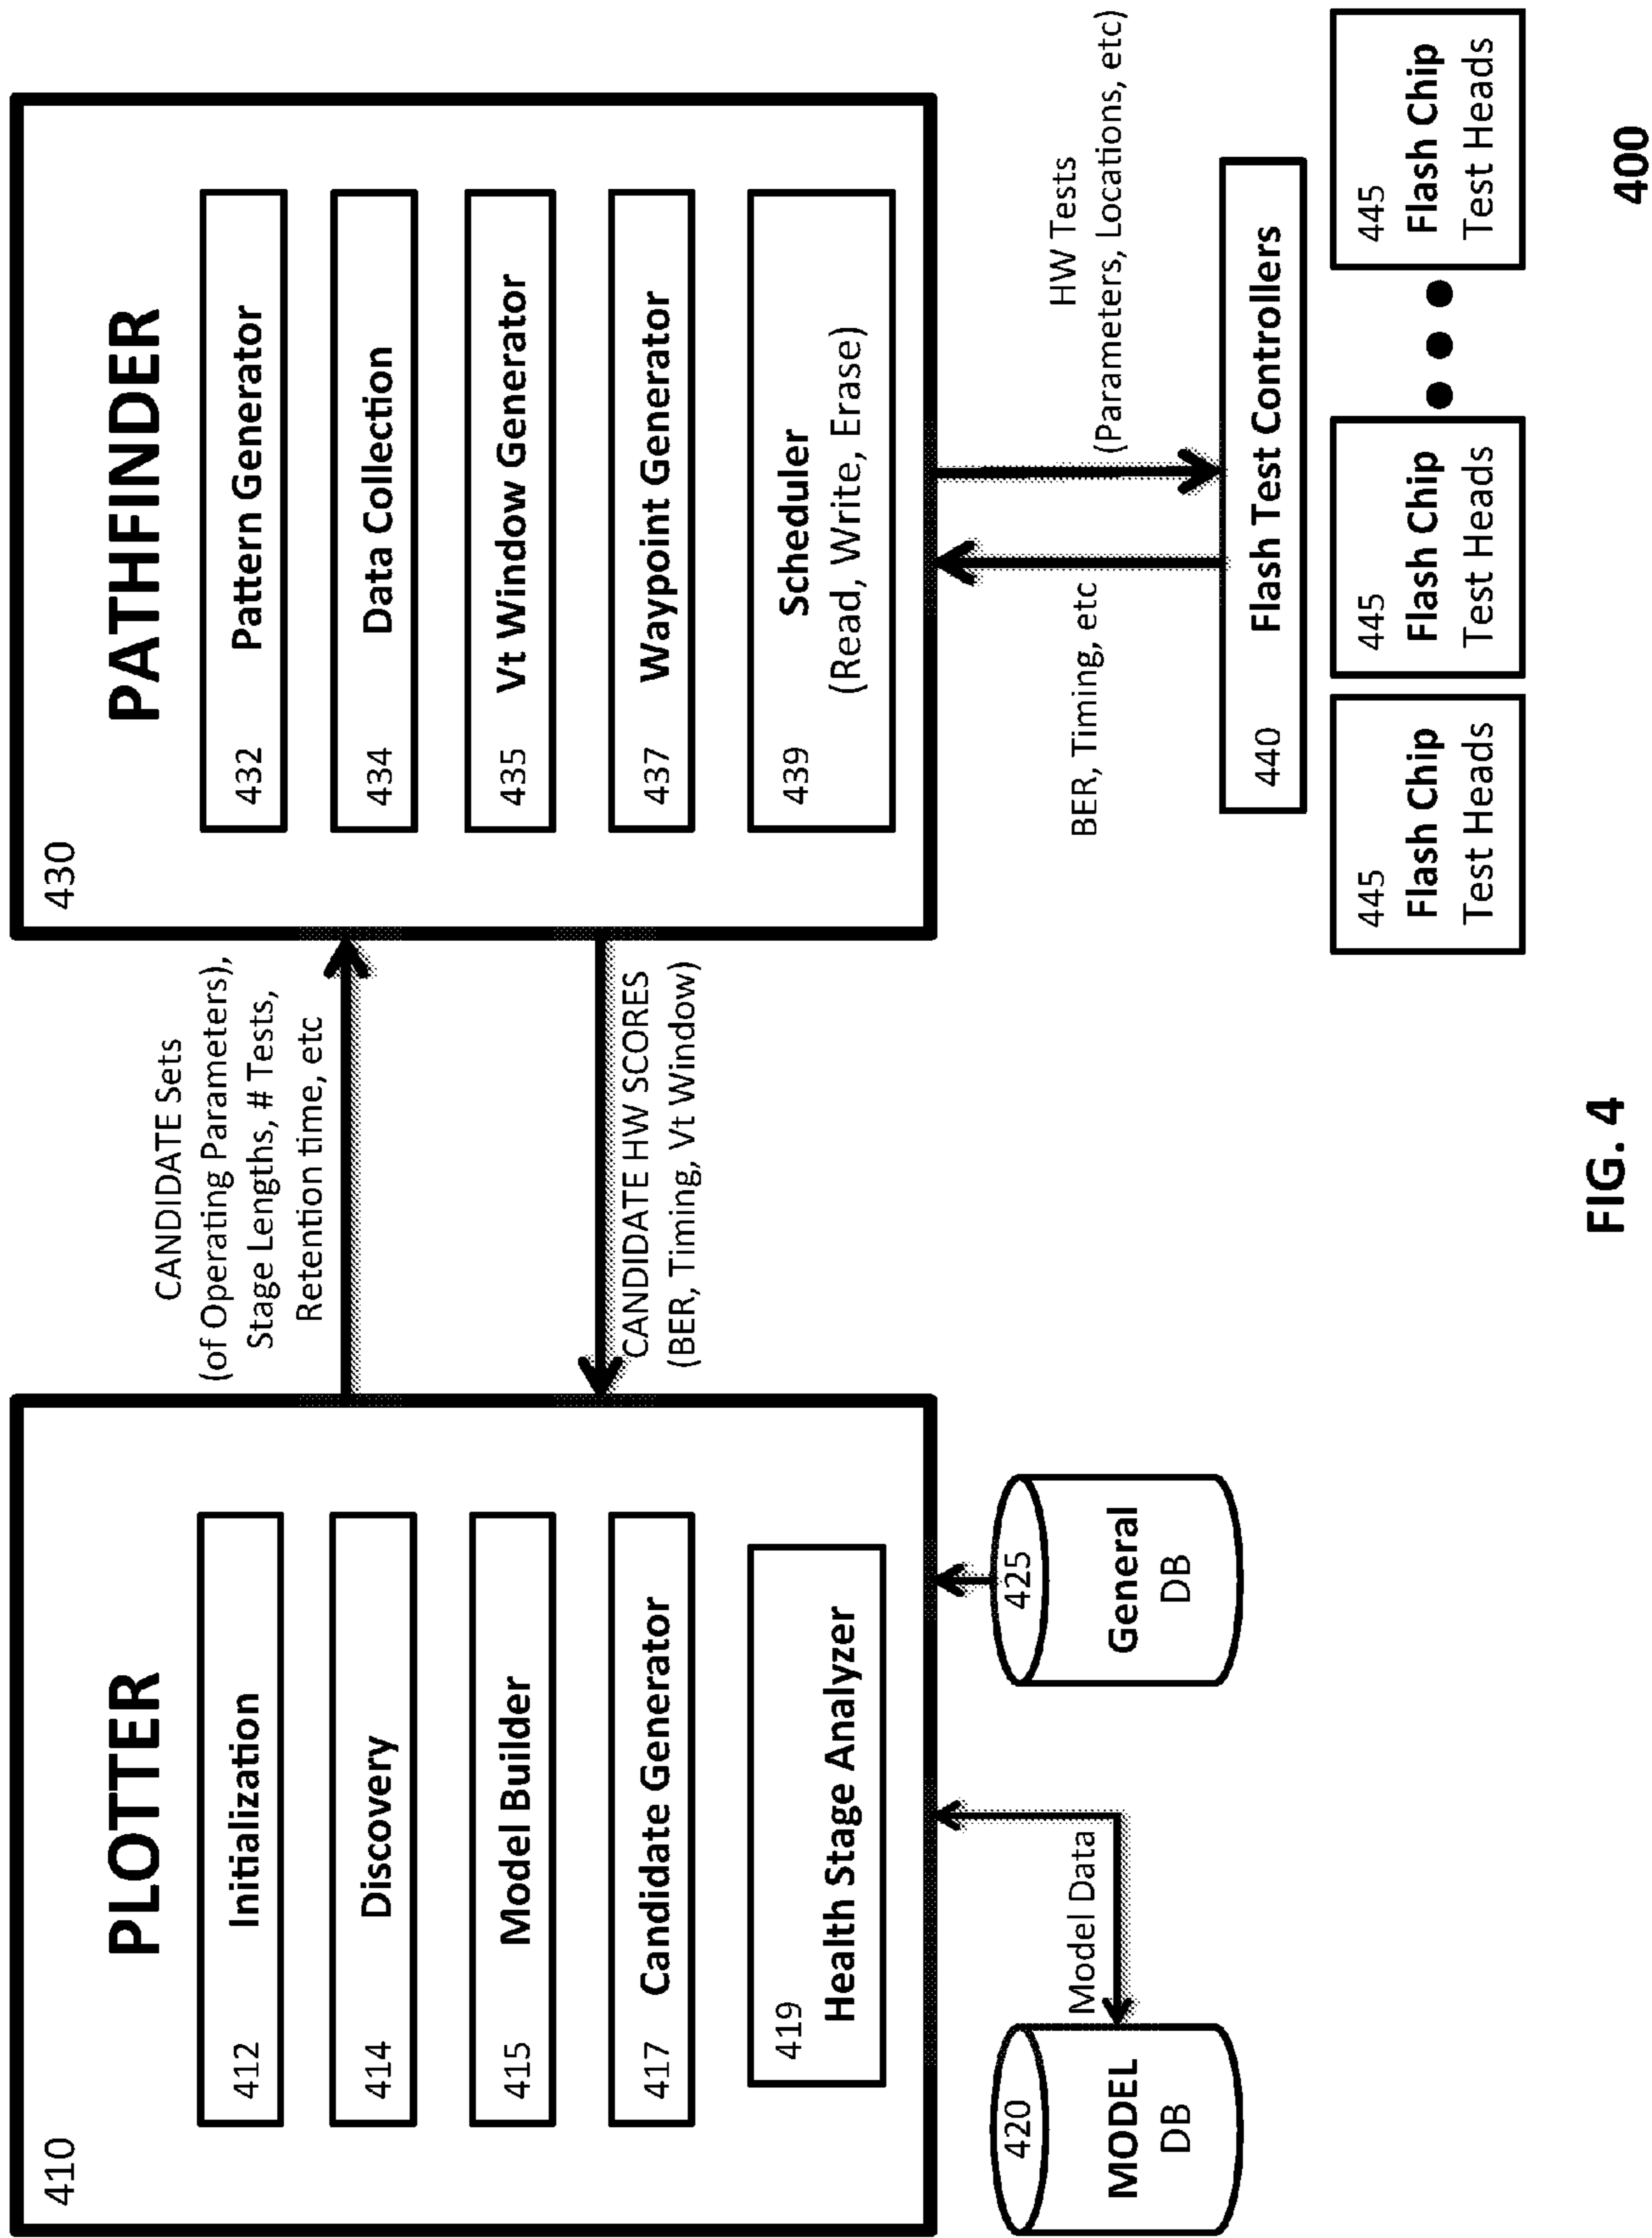 410
PLOTTER
412 Initialization
414 Discovery
415 Model Builder
417 Candidate Generator
419
Health Stage Analyzer
420
MODEL
DB
Model Data
425
General
DB
CANDIDATE Sets
(of Operating Parameters),
Stage Lengths, # Tests,
Retention time, etc
CANDIDATE HW SCORES
(BER, Timing, Vt Window)
430
PATHFINDER
432 Pattern Generator
434 Data Collection
435 Vt Window Generator
437 Waypoint Generator
439 Scheduler
(Read, Write, Erase)
BER, Timing, etc
HW Tests
(Parameters, Locations, etc)
440 Flash Test Controllers
445
Flash Chip
Test Heads
445
Flash Chip
Test Heads
445
Flash Chip
Test Heads
FIG. 4
400